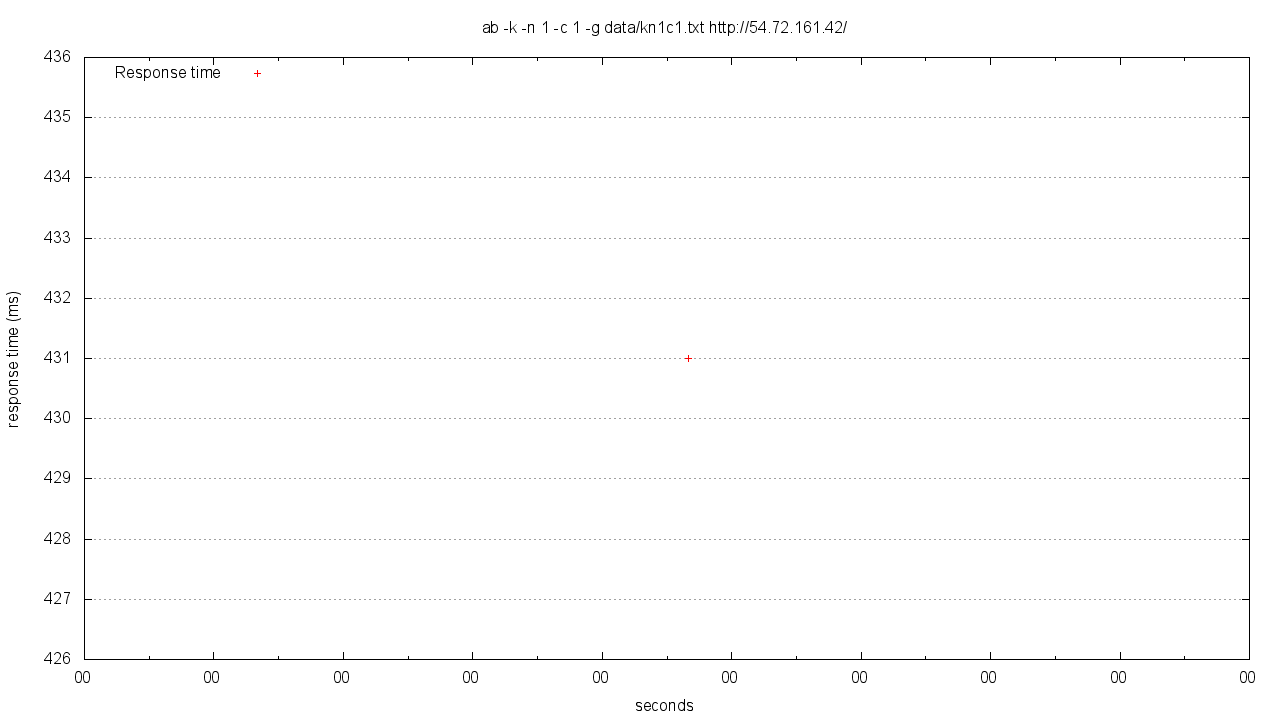 ab -k -n 1 -c 1 -g data/kn1c1.txt http://54.72.161.42/
436
Response time
435
434
433
432
431
430
429
428
427
426
response time (ms)
00 00 00 00 00 00 00 00 00 00
seconds